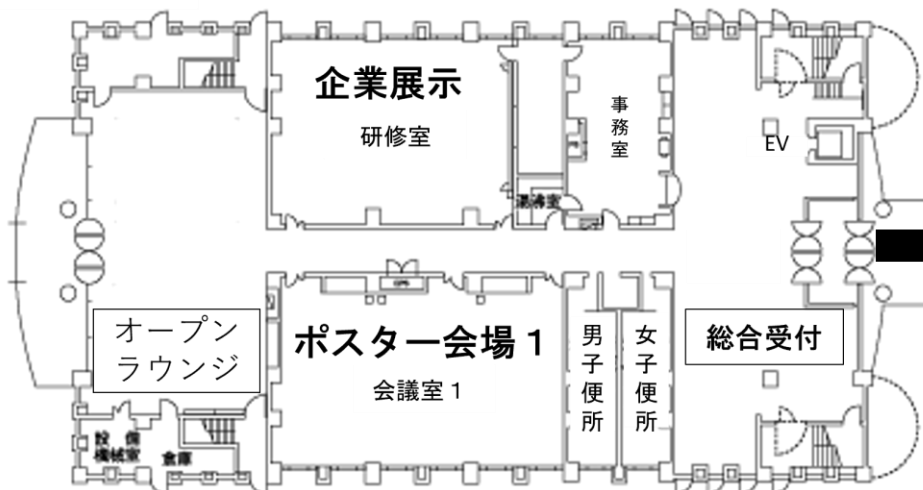 企業展示
研修室
事務室
EV
湯沸室
オープン
ラウンジ
ポスター会場1
会議室1
男子便所
女子便所
総合受付
設備
機械室
倉庫